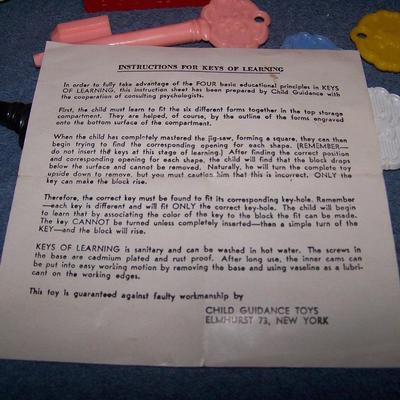 INSTRUCTIONS FOR KEYS OF LEARNING
In order to fully take advantage of the FOUR basic educational principles in KEYS
OF LEARNING, this instruction sheet has been prepared by Child Guidance with
the cooperation of consulting psychologists.
First, the child must learn to fit the six different forms together in the top storage
compartment. They are helped, of course, by the outline of the forms engraved
onto the bottom surface of the compartment.
When the child has completely mastered the jig-saw, forming a square, they can then
begin trying to find the corresponding opening for each shape. (REMEMBER—
do not insert the keys at this stage of learning.) After finding the correct position
and corresponding opening for each shape, the child will find that the block drops
below the surface and cannot be removed. Naturally, he will turn the complete toy
upside down to remove, but you must caution him that this is incorrect. ONLY the
key can make the block rise.
Therefore, the correct key must be found to fit its corresponding key-hole. Remember
—each key is different and will fit ONLY the correct key-hole. The child will begin
to learn that by associating the color of the key to the block the fit can be made.
The key CANNOT be turned unless completely inserted—then a simple turn of the
KEY—and the block will rise.
KEYS OF LEARNING is sanitary and can be washed in hot water. The screws in
the base are cadmium plated and rust proof. After long use, the inner cams can
be put into easy working motion by removing the base and using vaseline as a lubri-
cant on the working edges.
This toy is guaranteed against faulty workmanship by
CHILD GUIDANCE TOYS
ELMHURST 73, NEW YORK